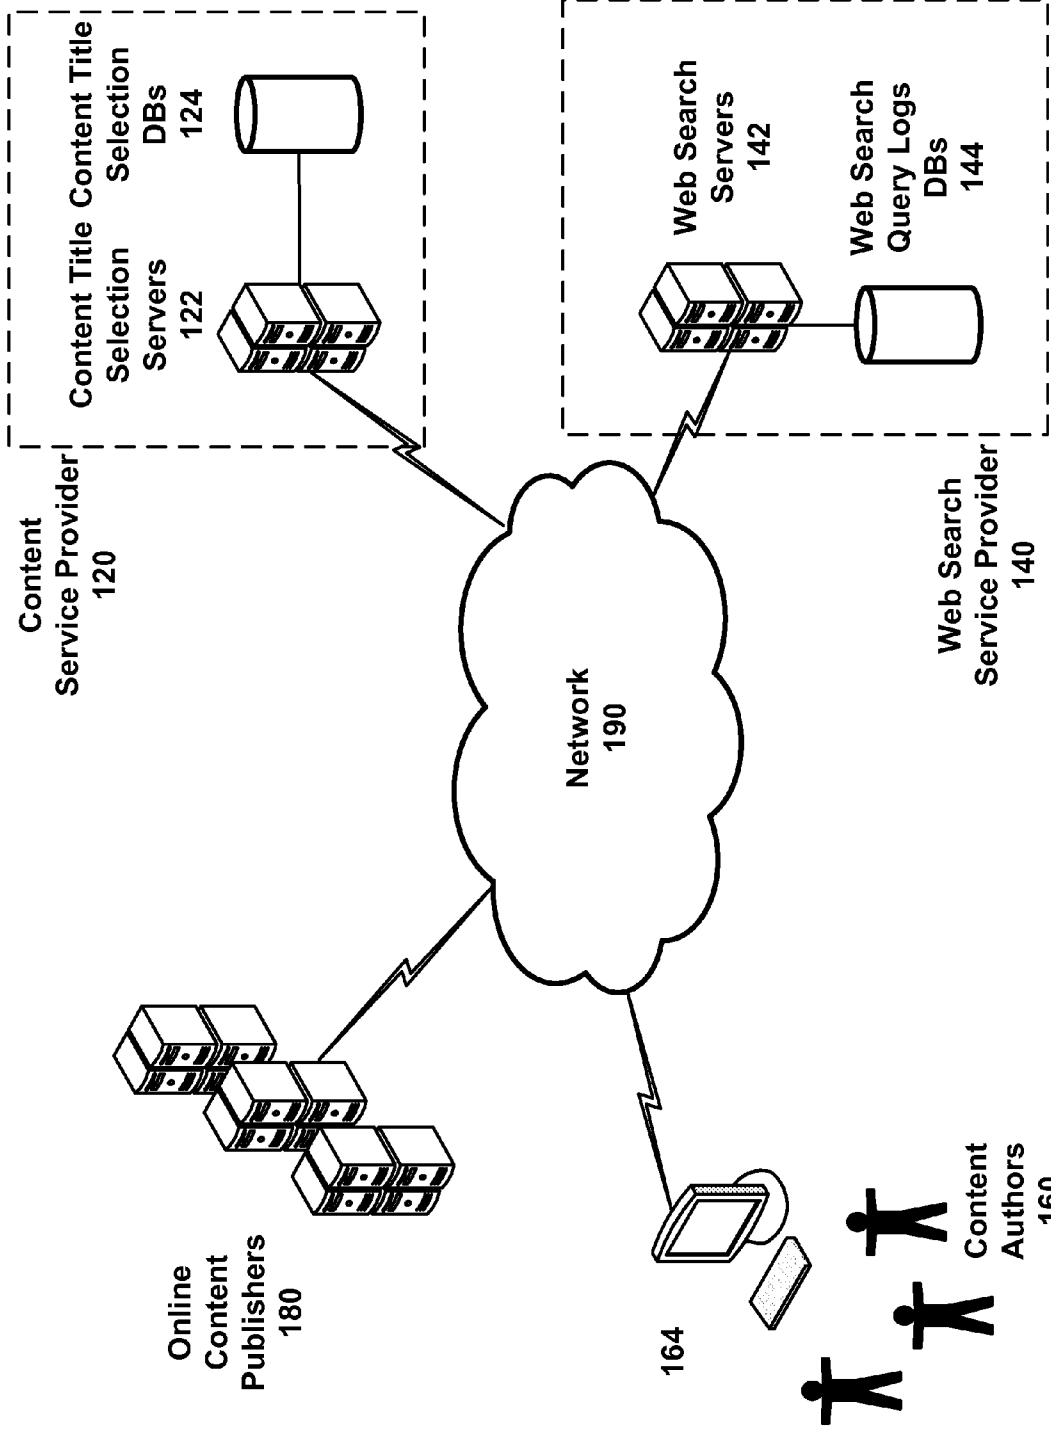 Online
Content
Publishers
180
Content
Service Provider
120
Content Title
Selection
Servers
122
Content Title
Selection
DBs
124
Network
190
164
Content
Authors
160
Web Search
Service Provider
140
Web Search
Servers
142
Web Search
Query Logs
DBs
144